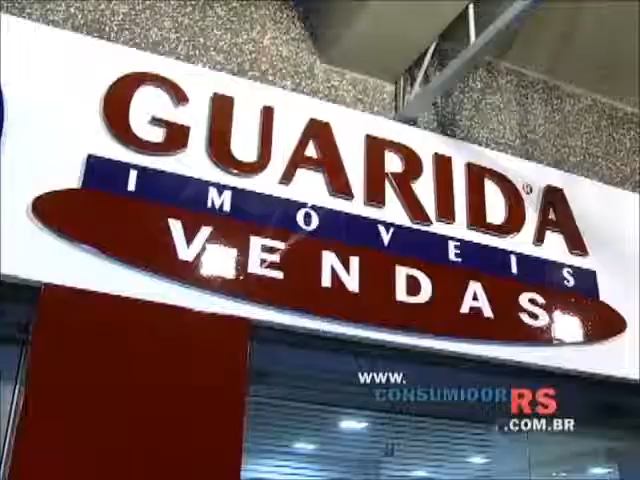 GUARIDA®
IMÓVEIS
VENDAS
WWW.
CONSUMIDORRS
.COM.BR